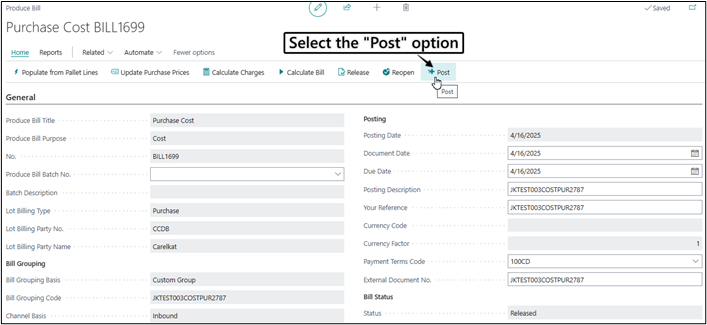 Produce Bill
Saved
Purchase Cost BILL1699
Select the "Post" option
Home Reports Related Automate Fewer options
Populate from Pallet Lines Update Purchase Prices Calculate Charges Calculate Bill Release Reopen Post
Post
General
Produce Bill Title Purchase Cost
Produce Bill Purpose Cost
No. BILL1699
Produce Bill Batch No.
Batch Description
Lot Billing Type Purchase
Lot Billing Party No. CCDB
Lot Billing Party Name Carelkat
Bill Grouping
Bill Grouping Basis Custom Group
Bill Grouping Code JKTEST003COSTPUR2787
Channel Basis Inbound
Posting
Posting Date 4/16/2025
Document Date 4/16/2025
Due Date 4/16/2025
Posting Description JKTEST003COSTPUR2787
Your Reference JKTEST003COSTPUR2787
Currency Code
Currency Factor 1
Payment Terms Code 100CD
External Document No. JKTEST003COSTPUR2787
Bill Status
Status Released